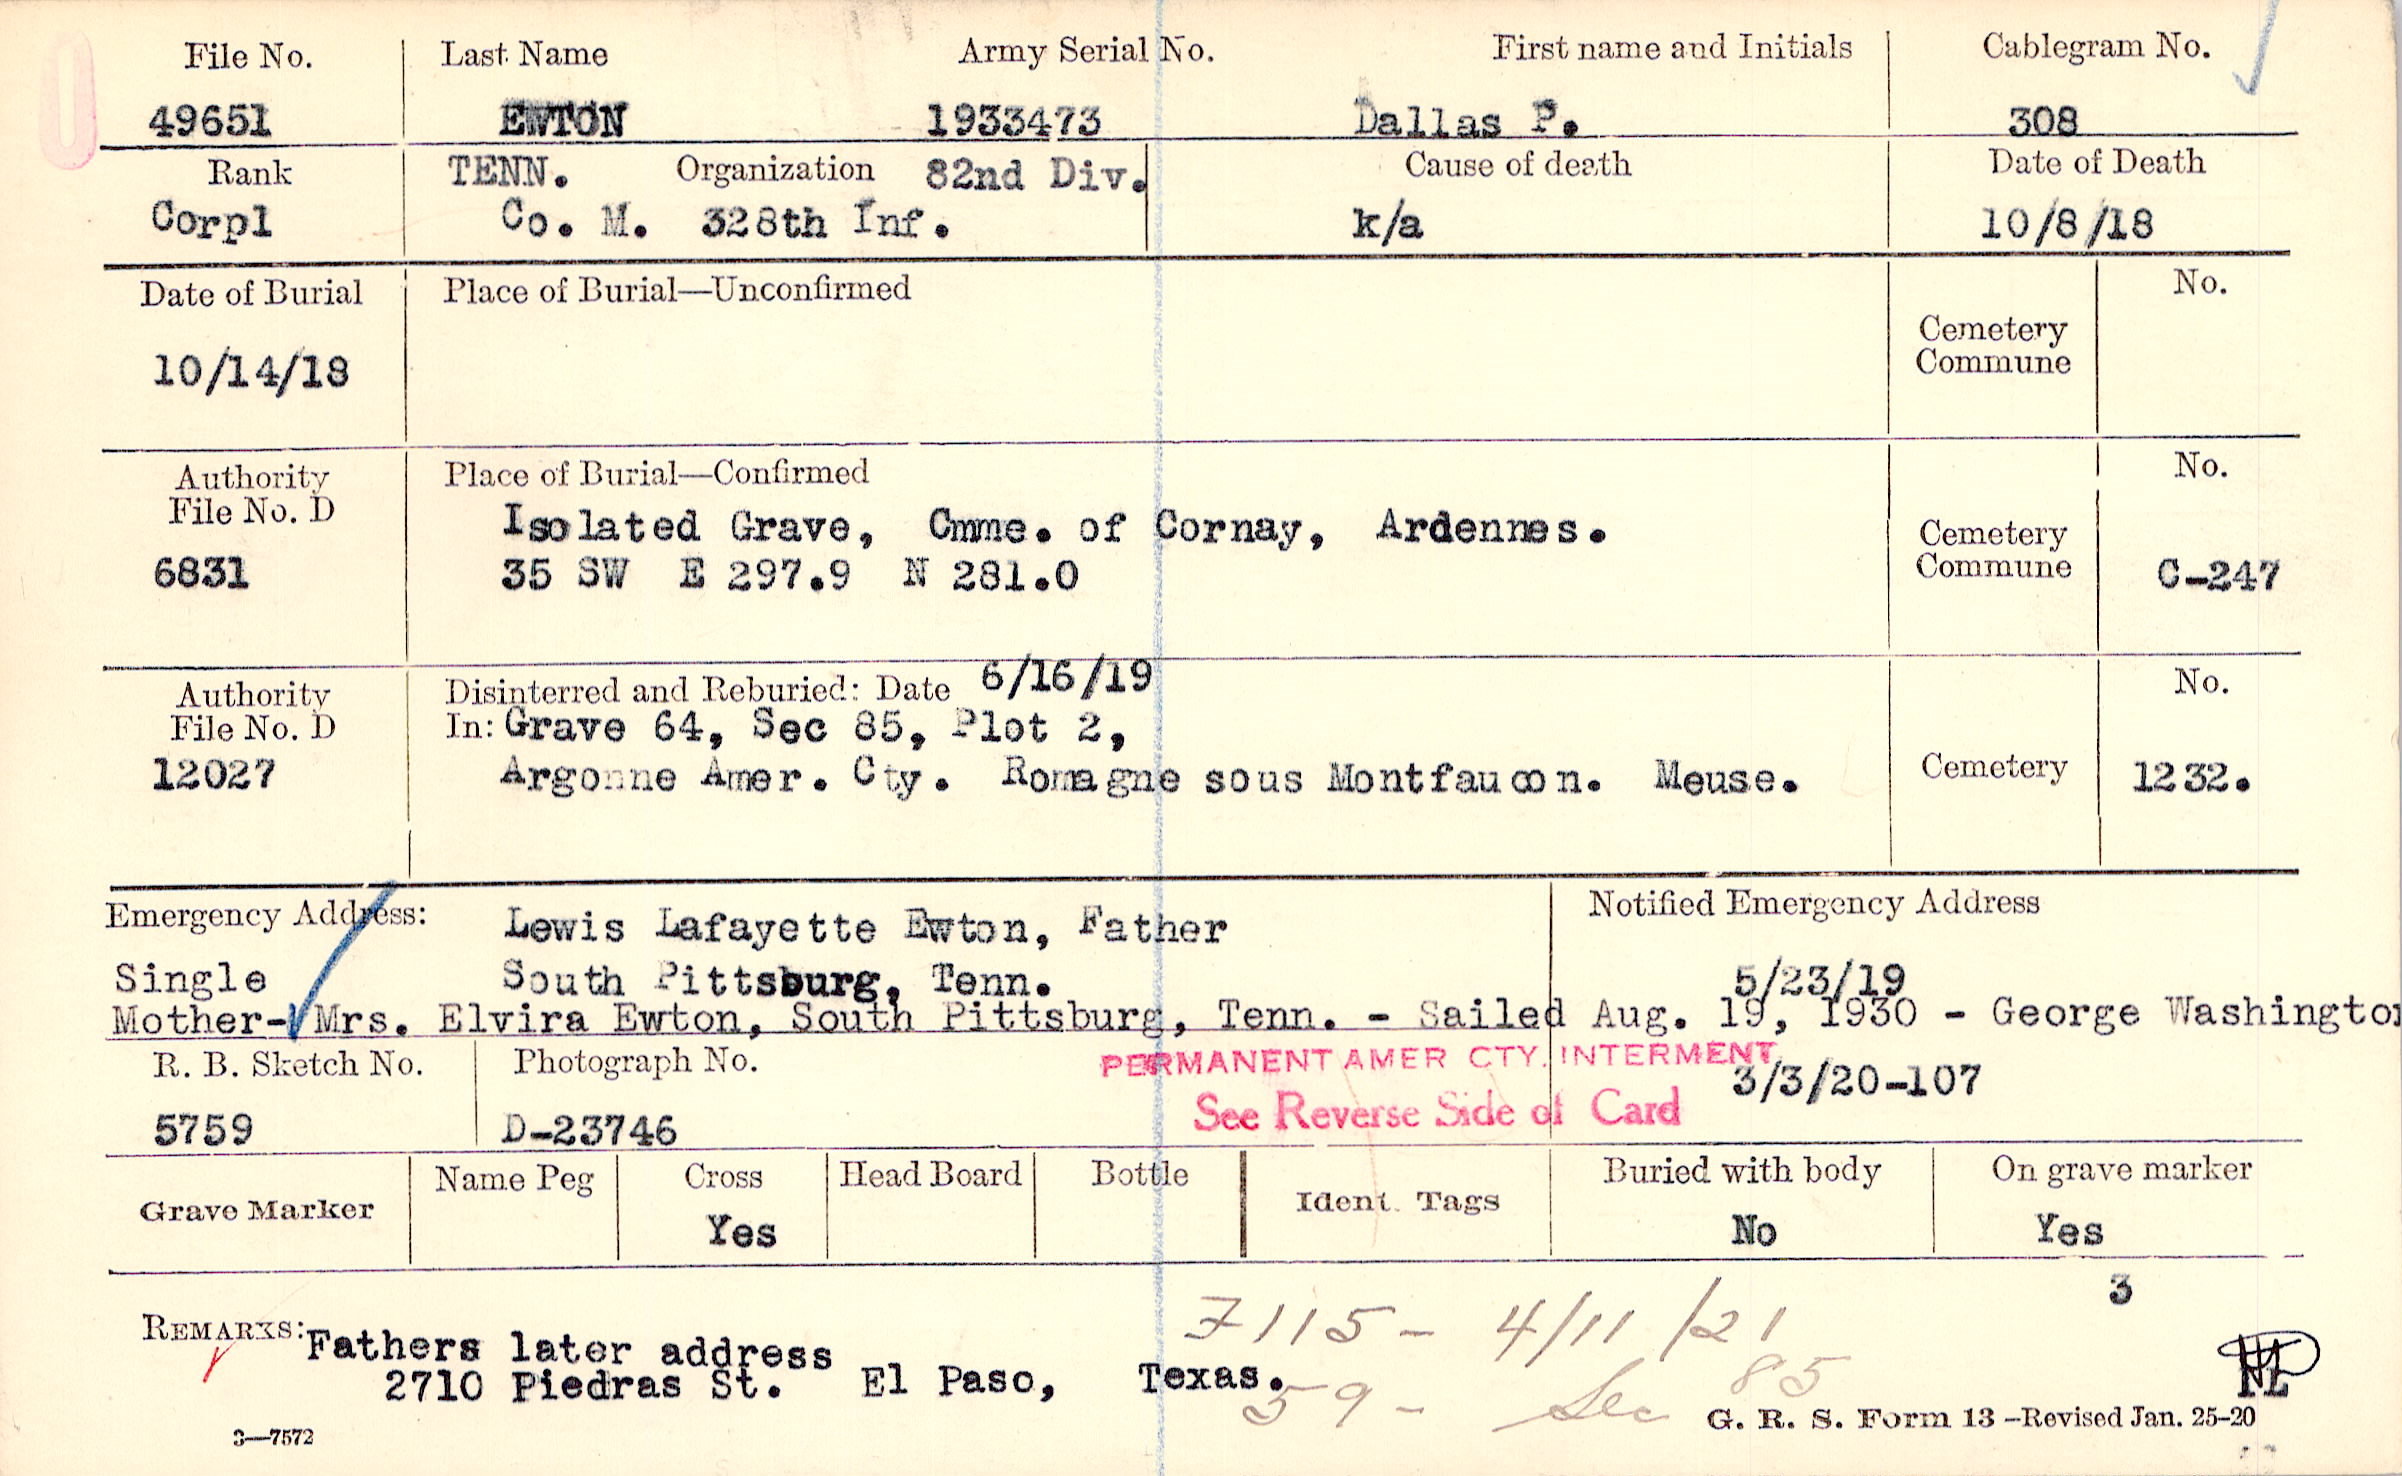 File No. Last Name Army Serial No. First name and Initials Cablegram No.
49651 EWTON 1933473 Dallas P. 308
Rank TENN. Organization 82nd Div. Cause of death Date of Death
Corpl Co. M. 328th Inf. k/a 10/8/18
Date of Burial Place of Burial—Unconfirmed No.
Cemetery
Commune
10/14/18
Authority Place of Burial—Confirmed No.
File No. D Isolated Grave, Cmme. of Cornay, Ardennes. Cemetery
6831 35 SW E 297.9 N 281.0 Commune C-247
Authority Disinterred and Reburied: Date 6/16/19 No.
File No. D In: Grave 64, Sec 85, Plot 2,
12027 Argonne Amer. Cty. Romagne sous Montfaucon. Meuse. Cemetery 1232.
Emergency Address: Lewis Lafayette Ewton, Father Notified Emergency Address
Single South Pittsburg, Tenn. 5/23/19
Mother- Mrs. Elvira Ewton, South Pittsburg, Tenn. - Sailed Aug. 19, 1930 - George Washington
R. B. Sketch No. Photograph No. PERMANENT AMER CTY. INTERMENT
3/3/20-107
5759 D-23746 See Reverse Side of Card
Grave Marker Name Peg Cross Head Board Bottle Ident. Tags Buried with body On grave marker
Yes No Yes
3
REMARKS: Fathers later address 7115- 4/11/21
2710 Piedras St. El Paso, Texas. 59- Sec 85
NL
3—7572 G. R. S. Form 13 -Revised Jan. 25-20